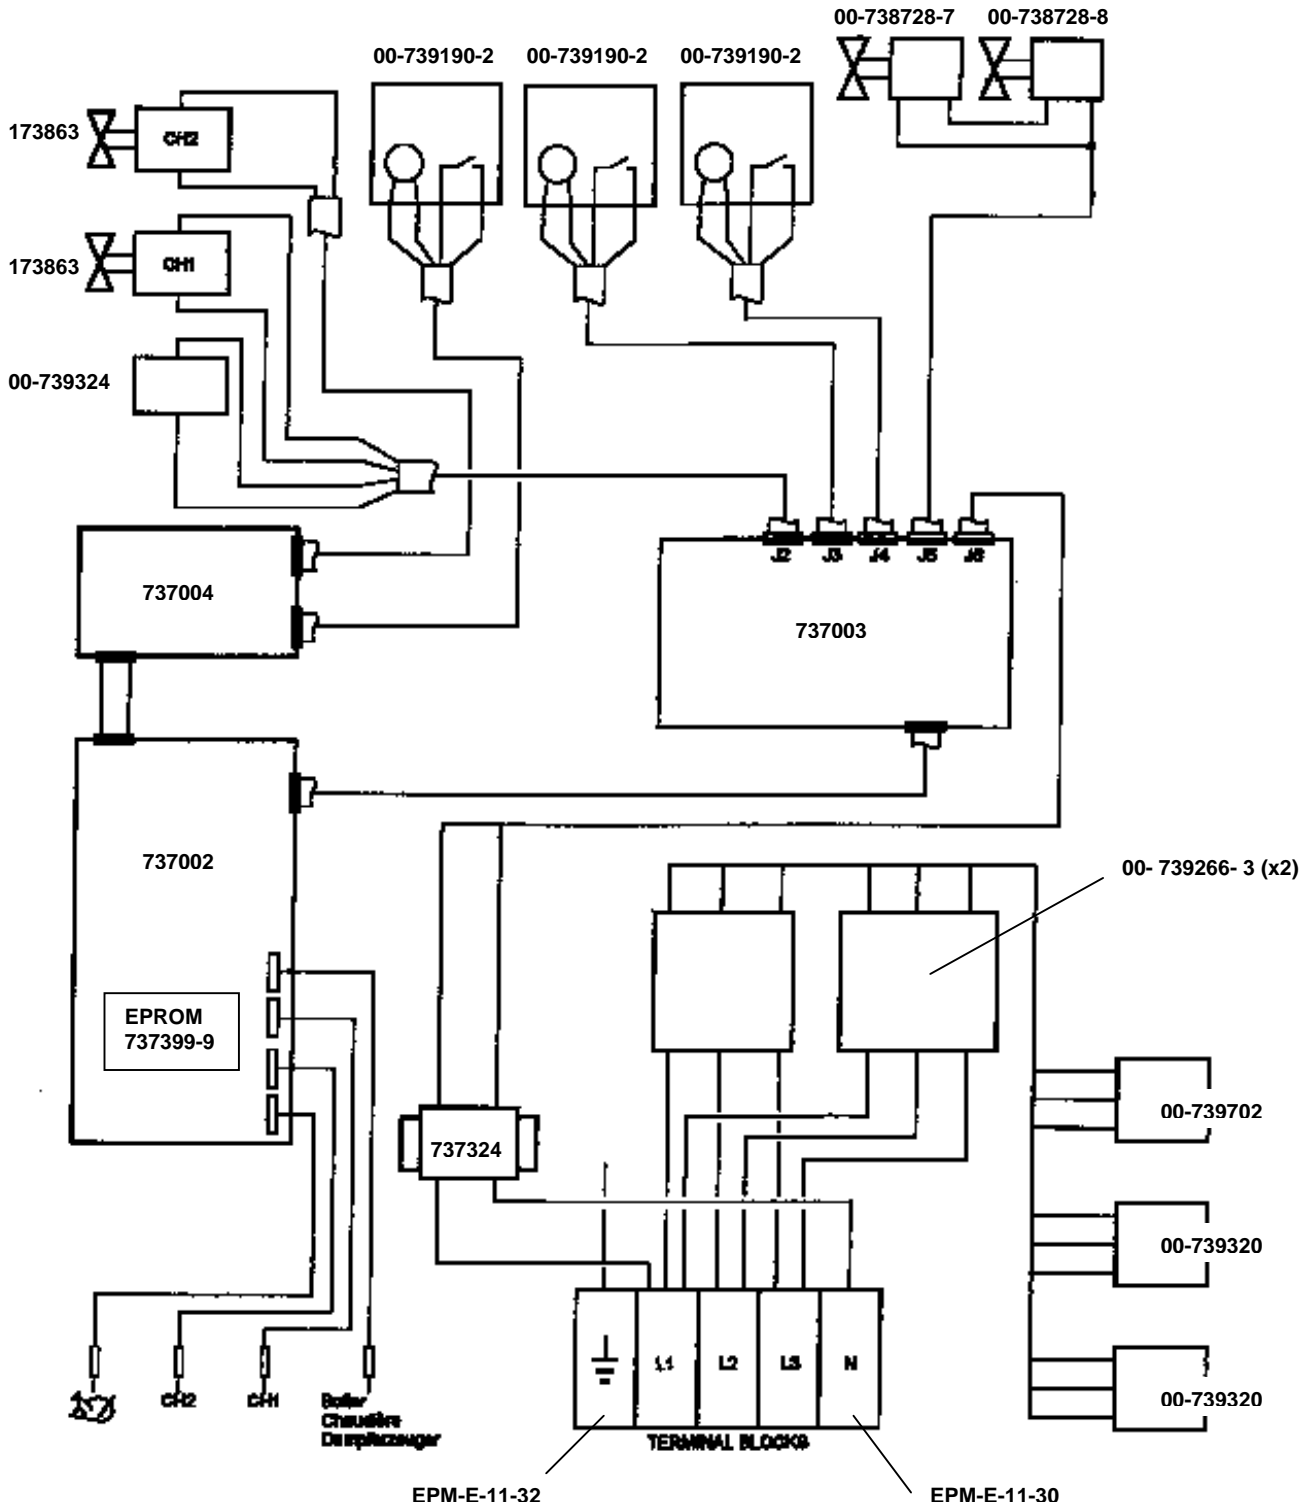 00-738728-7 00-738728-8
00-739190-2 00-739190-2 00-739190-2
173863
CH2
173863
CH1
00-739324
J2 J3 J4 J5 J6
737004
737003
737002
00- 739266- 3 (x2)
EPROM
737399-9
00-739702
737324
00-739320
L1 L2 L3 N
00-739320
CH2 CH1 Boiler
Chaudière
Dampferzeuger
TERMINAL BLOCKS
EPM-E-11-32 EPM-E-11-30